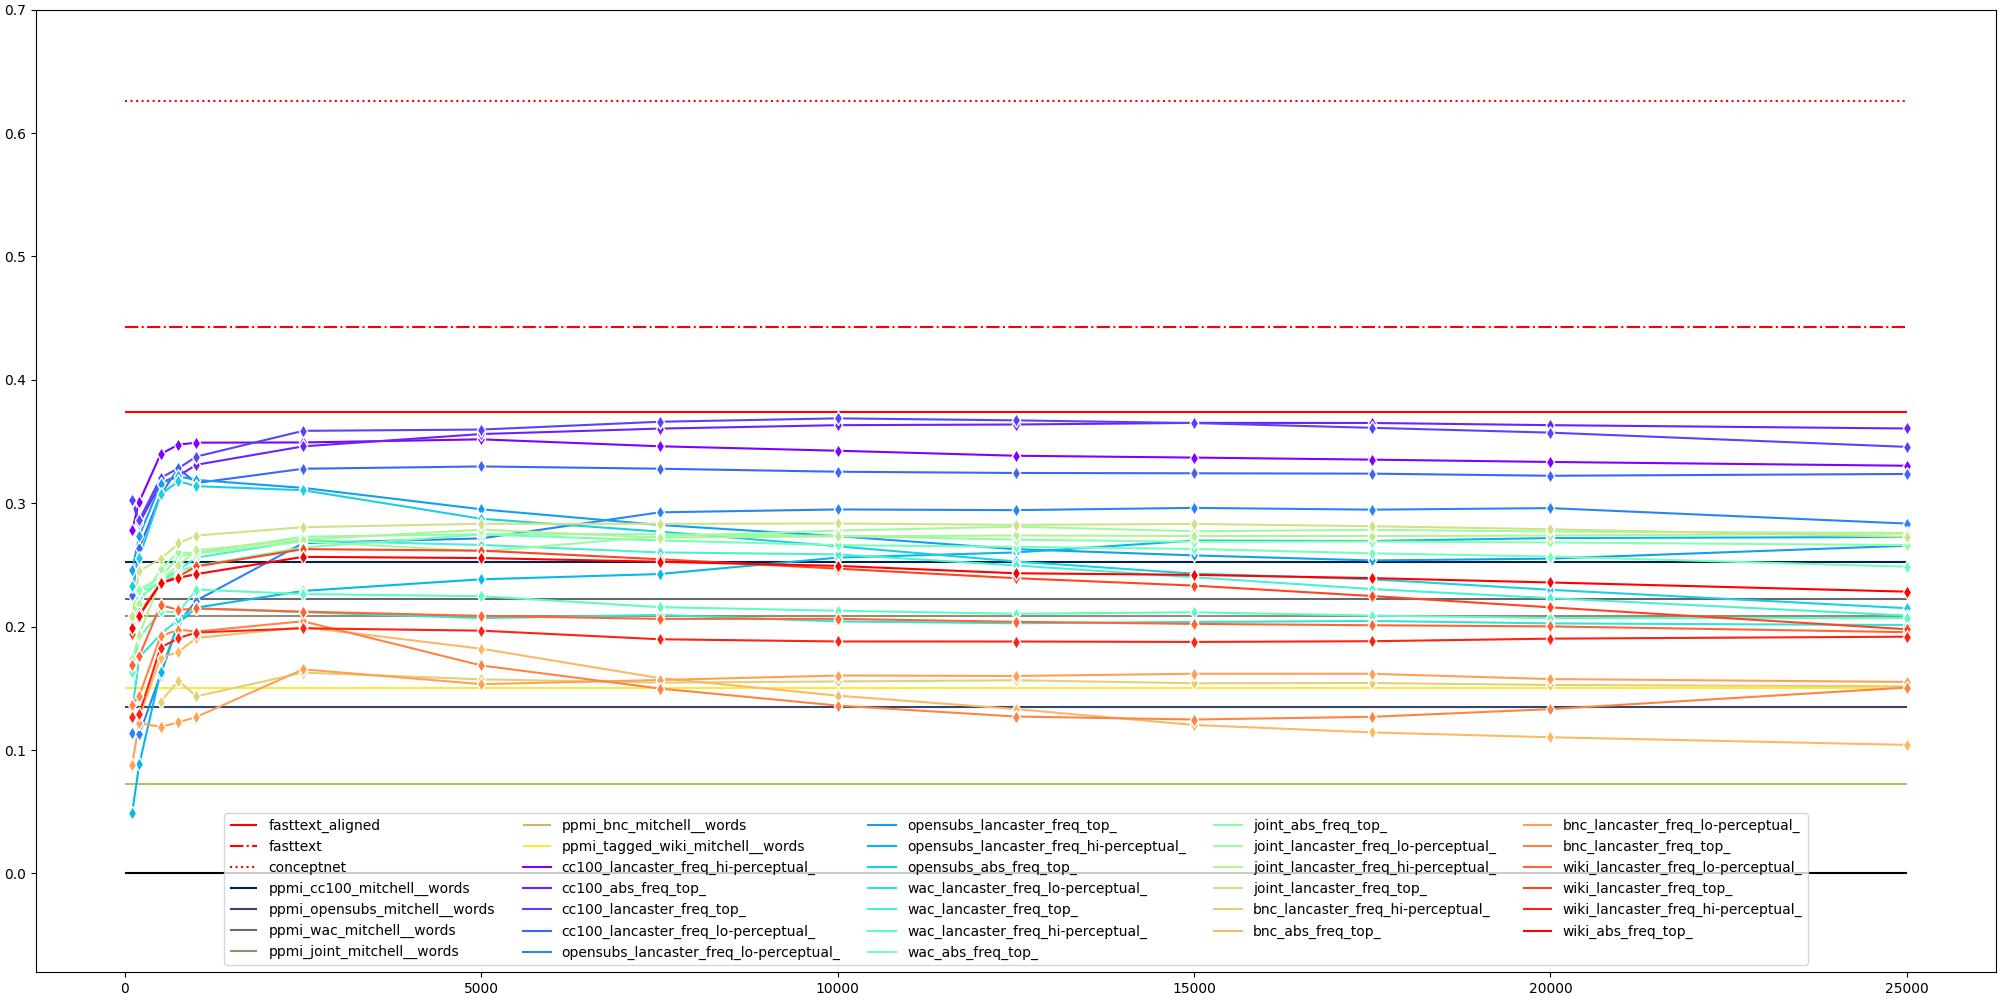 0.7
0.6
0.5
0.4
0.3
0.2
0.1
0.0
fasttext_aligned
fasttext
conceptnet
ppmi_cc100_mitchell__words
ppmi_opensubs_mitchell__words
ppmi_wac_mitchell__words
ppmi_joint_mitchell__words
ppmi_bnc_mitchell__words
ppmi_tagged_wiki_mitchell__words
cc100_lancaster_freq_hi-perceptual_
cc100_abs_freq_top_
cc100_lancaster_freq_top_
cc100_lancaster_freq_lo-perceptual_
opensubs_lancaster_freq_lo-perceptual_
opensubs_lancaster_freq_top_
opensubs_lancaster_freq_hi-perceptual_
opensubs_abs_freq_top_
wac_lancaster_freq_lo-perceptual_
wac_lancaster_freq_top_
wac_lancaster_freq_hi-perceptual_
wac_abs_freq_top_
joint_abs_freq_top_
joint_lancaster_freq_lo-perceptual_
joint_lancaster_freq_hi-perceptual_
joint_lancaster_freq_top_
bnc_lancaster_freq_hi-perceptual_
bnc_abs_freq_top_
bnc_lancaster_freq_lo-perceptual_
bnc_lancaster_freq_top_
wiki_lancaster_freq_lo-perceptual_
wiki_lancaster_freq_top_
wiki_lancaster_freq_hi-perceptual_
wiki_abs_freq_top_
0 5000 10000 15000 20000 25000